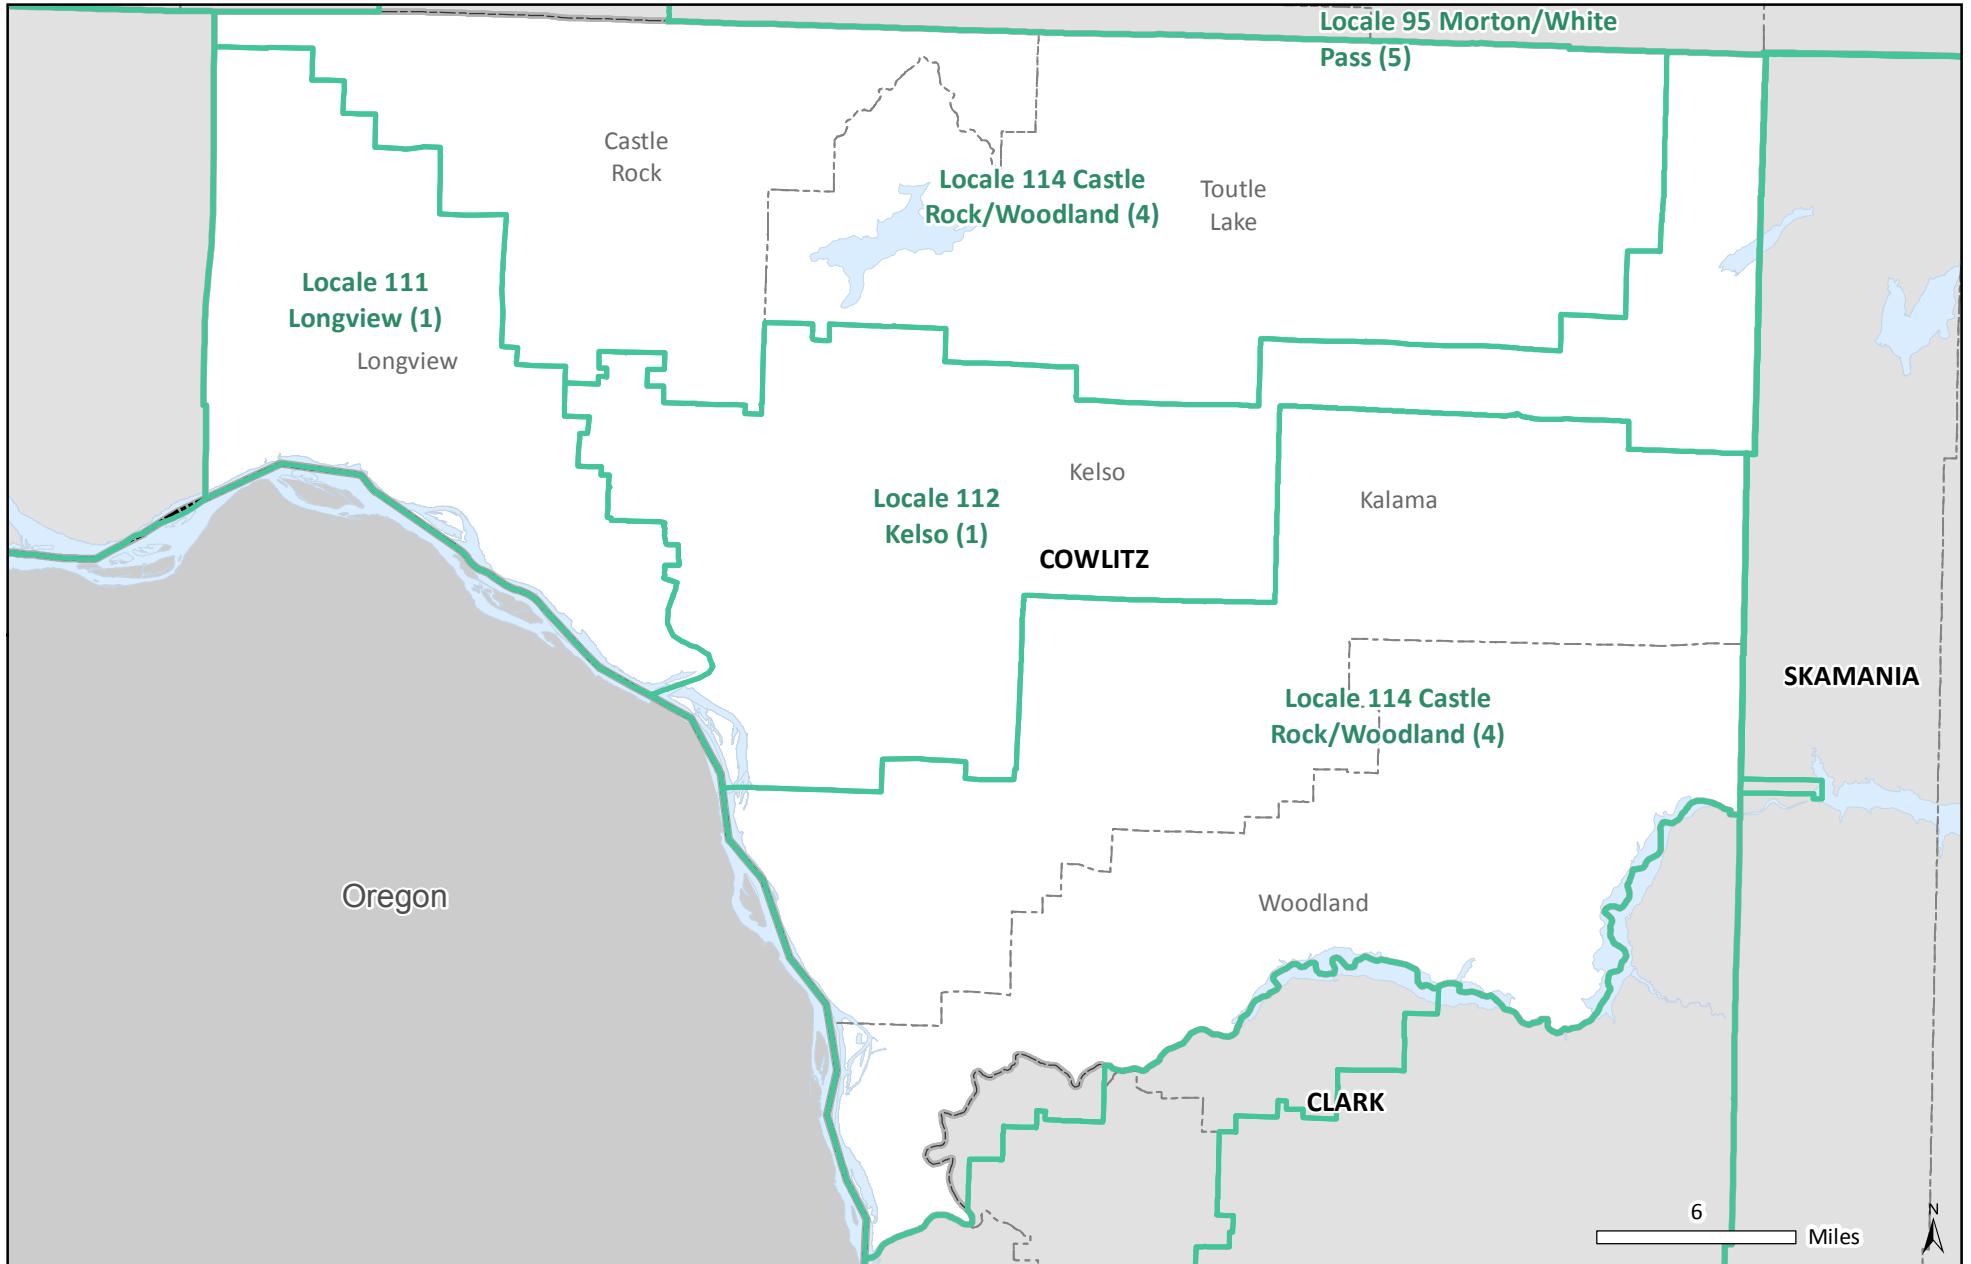 Locale 95 Morton/White
Pass (5)
Castle
Rock
Locale 114 Castle
Rock/Woodland (4)
Toutle
Lake
Locale 111
Longview (1)
Longview
Kelso
Locale 112
Kelso (1)
Kalama
COWLITZ
SKAMANIA
Locale 114 Castle
Rock/Woodland (4)
Oregon
Woodland
CLARK
6
Miles
N